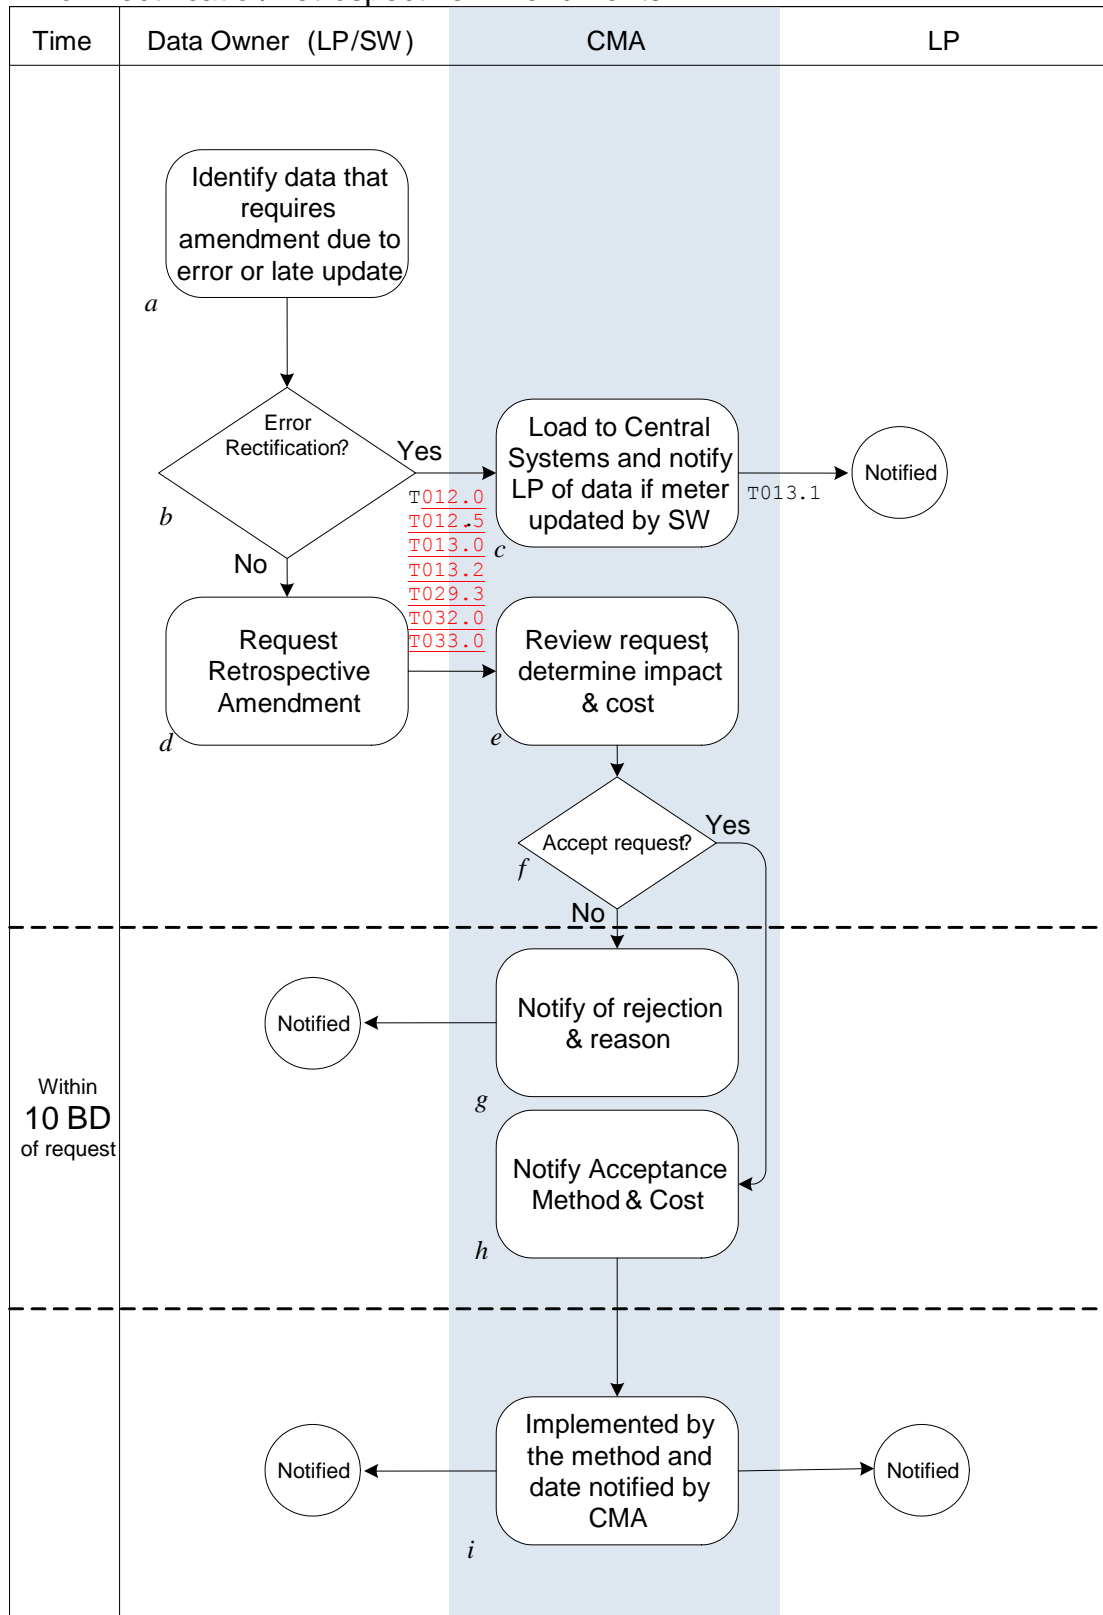 Time
Data Owner (LP/SW)
CMA
LP
Identify data that
requires
amendment due to
error or late update
a
Error
Rectification?
Yes
b
No
T012.0
T012.5
T013.0
T013.2
T029.3
T032.0
T033.0
Load to Central
Systems and notify
LP of data if meter
updated by SW
c
T013.1
Notified
Request
Retrospective
Amendment
d
Review request,
determine impact
& cost
e
Accept request?
Yes
f
No
Within
10 BD
of request
Notify of rejection
& reason
g
Notified
Notify Acceptance
Method & Cost
h
Implemented by
the method and
date notified by
CMA
i
Notified
Notified